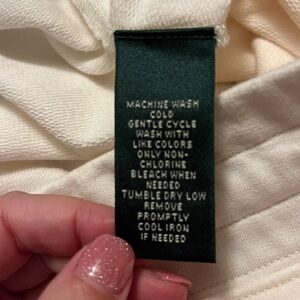 MACHINE WASH
COLD
GENTLE CYCLE
WASH WITH
LIKE COLORS
ONLY NON-
CHLORINE
BLEACH WHEN
NEEDED
TUMBLE DRY LOW
REMOVE
PROMPTLY
COOL IRON
IF NEEDED